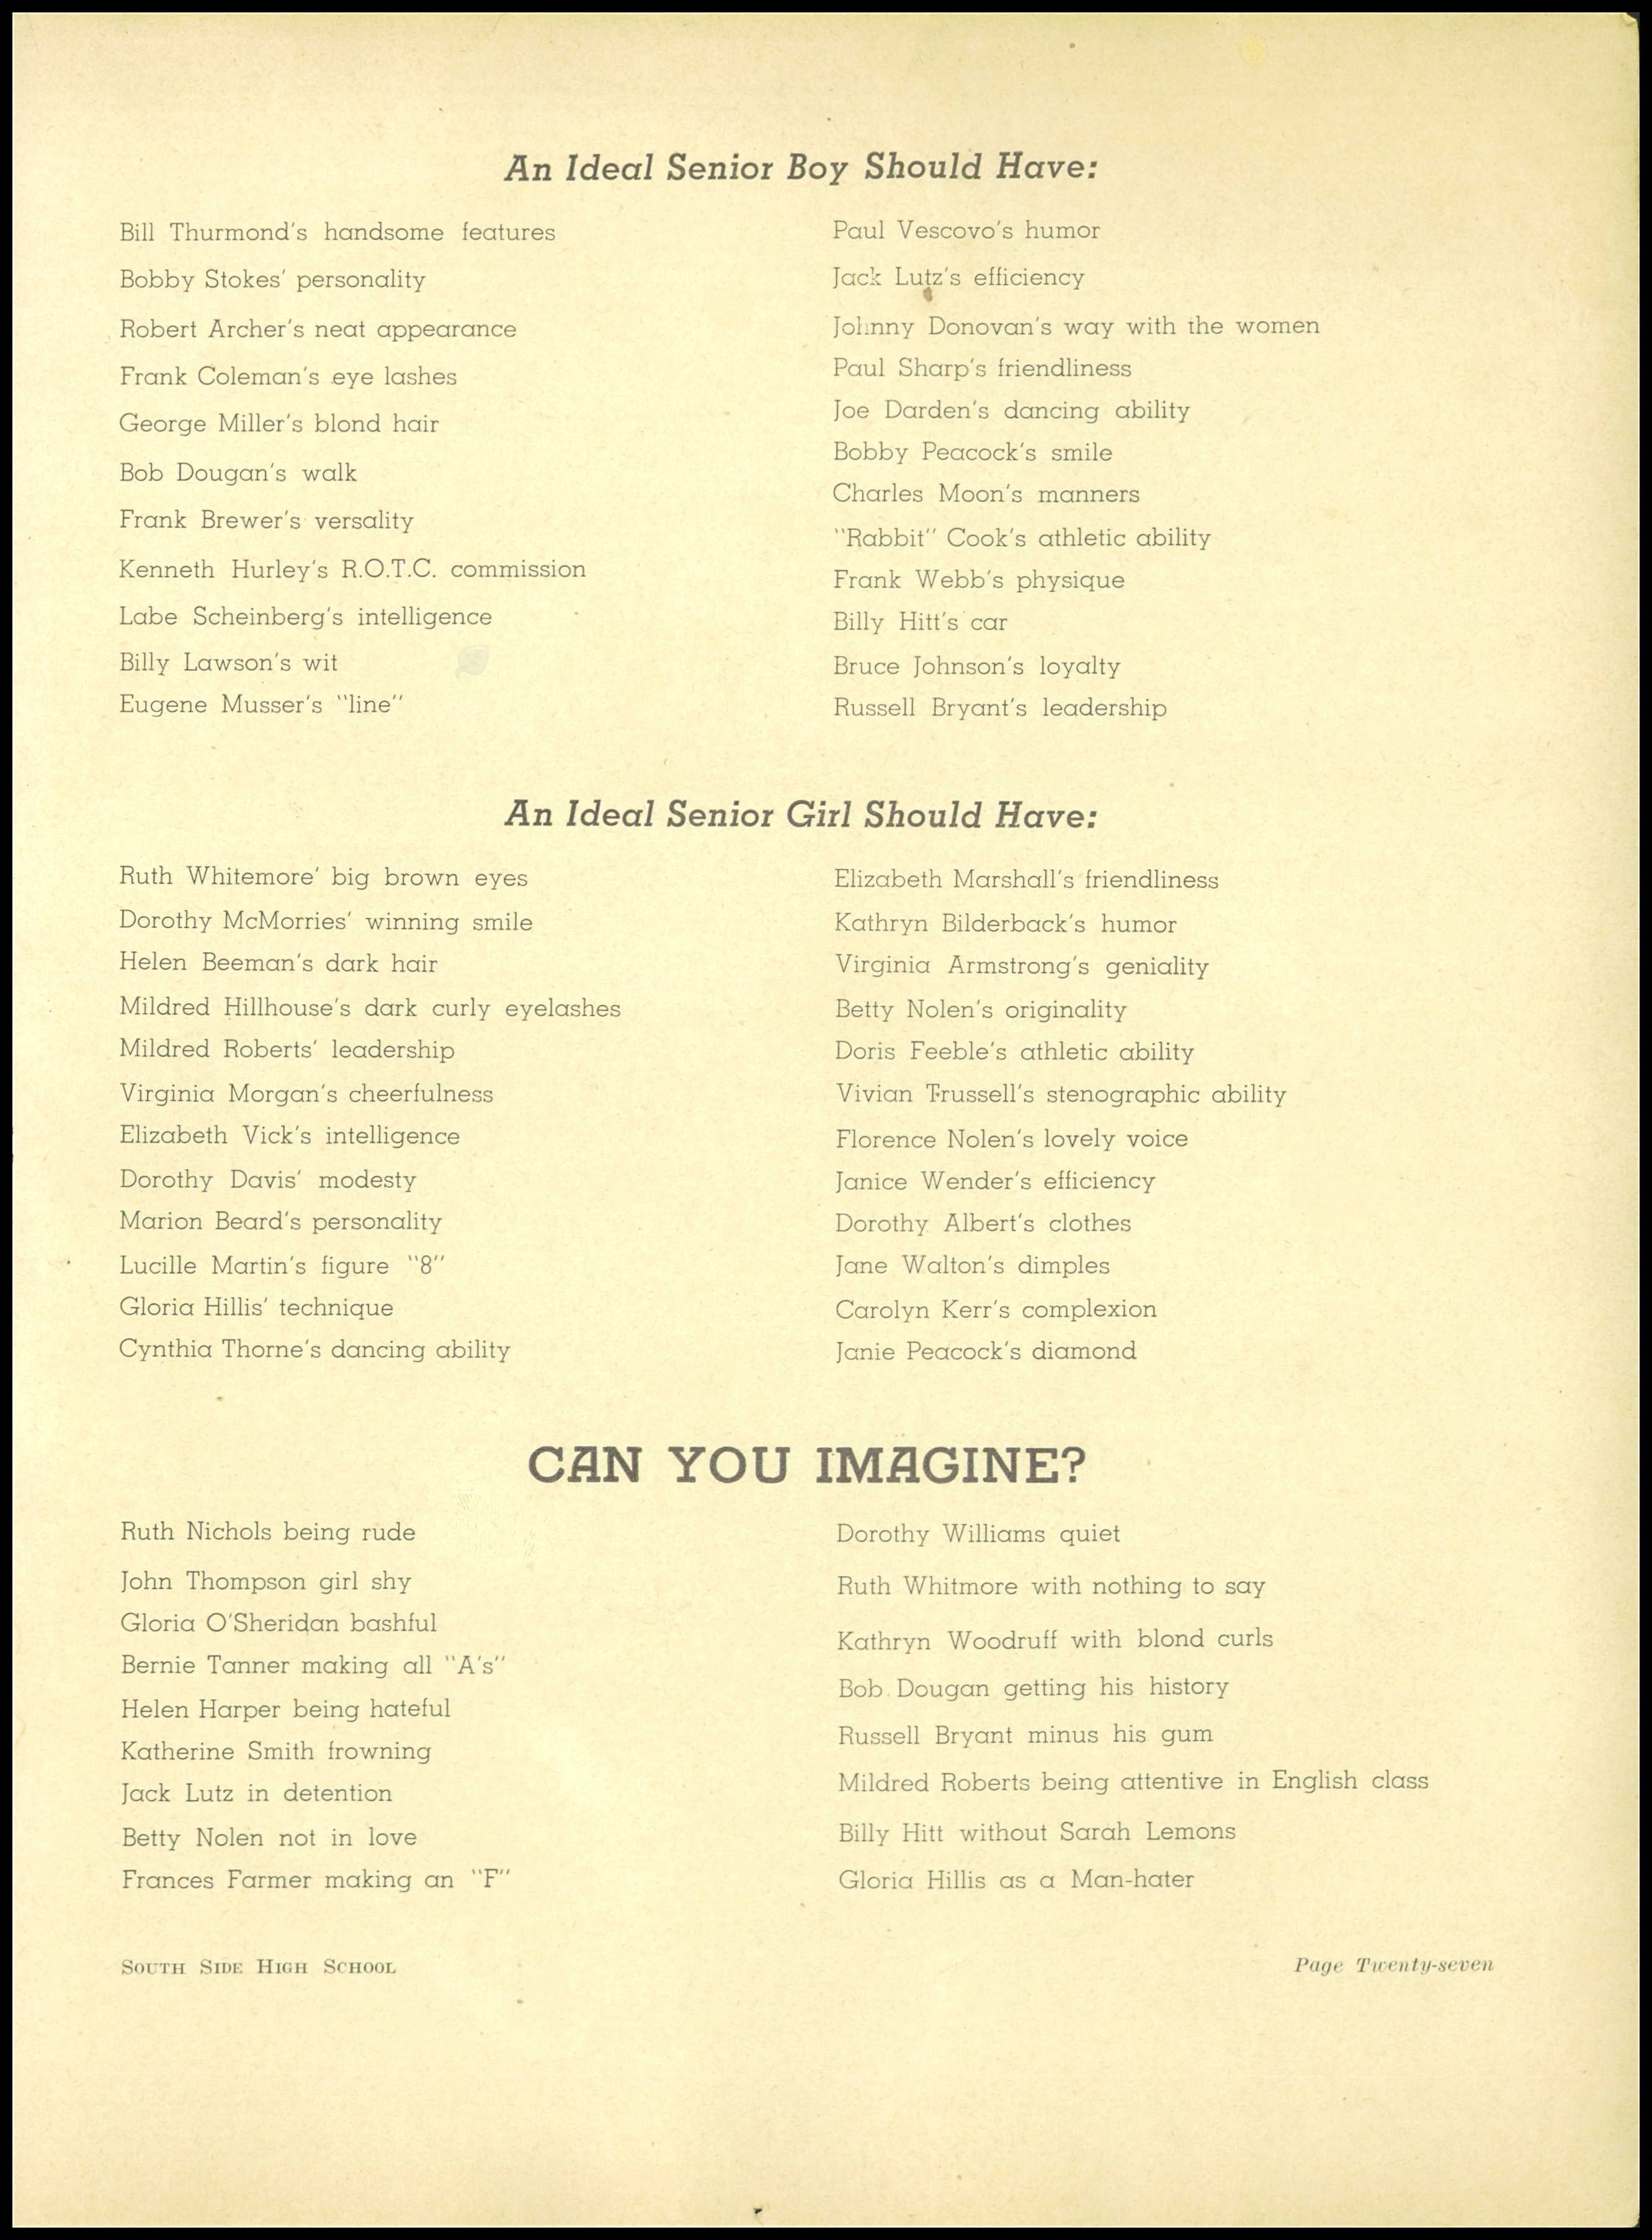 An Ideal Senior Boy Should Have:
Bill Thurmond's handsome features
Bobby Stokes' personality
Robert Archer's neat appearance
Frank Coleman's eye lashes
George Miller's blond hair
Bob Dougan's walk
Frank Brewer's versality
Kenneth Hurley's R.O.T.C. commission
Labe Scheinberg's intelligence
Billy Lawson's wit
Eugene Musser's "line"
Paul Vescovo's humor
Jack Lutz's efficiency
Johnny Donovan's way with the women
Paul Sharp's friendliness
Joe Darden's dancing ability
Bobby Peacock's smile
Charles Moon's manners
"Rabbit" Cook's athletic ability
Frank Webb's physique
Billy Hitt's car
Bruce Johnson's loyalty
Russell Bryant's leadership
An Ideal Senior Girl Should Have:
Ruth Whitemore' big brown eyes
Dorothy McMorries' winning smile
Helen Beeman's dark hair
Mildred Hillhouse's dark curly eyelashes
Mildred Roberts' leadership
Virginia Morgan's cheerfulness
Elizabeth Vick's intelligence
Dorothy Davis' modesty
Marion Beard's personality
Lucille Martin's figure "8"
Gloria Hillis' technique
Cynthia Thorne's dancing ability
Elizabeth Marshall's friendliness
Kathryn Bilderback's humor
Virginia Armstrong's geniality
Betty Nolen's originality
Doris Feeble's athletic ability
Vivian Trussell's stenographic ability
Florence Nolen's lovely voice
Janice Wender's efficiency
Dorothy Albert's clothes
Jane Walton's dimples
Carolyn Kerr's complexion
Janie Peacock's diamond
CAN YOU IMAGINE?
Ruth Nichols being rude
John Thompson girl shy
Gloria O'Sheridan bashful
Bernie Tanner making all "A's"
Helen Harper being hateful
Katherine Smith frowning
Jack Lutz in detention
Betty Nolen not in love
Frances Farmer making an "F"
Dorothy Williams quiet
Ruth Whitmore with nothing to say
Kathryn Woodruff with blond curls
Bob Dougan getting his history
Russell Bryant minus his gum
Mildred Roberts being attentive in English class
Billy Hitt without Sarah Lemons
Gloria Hillis as a Man-hater
South Side High School
Page Twenty-seven